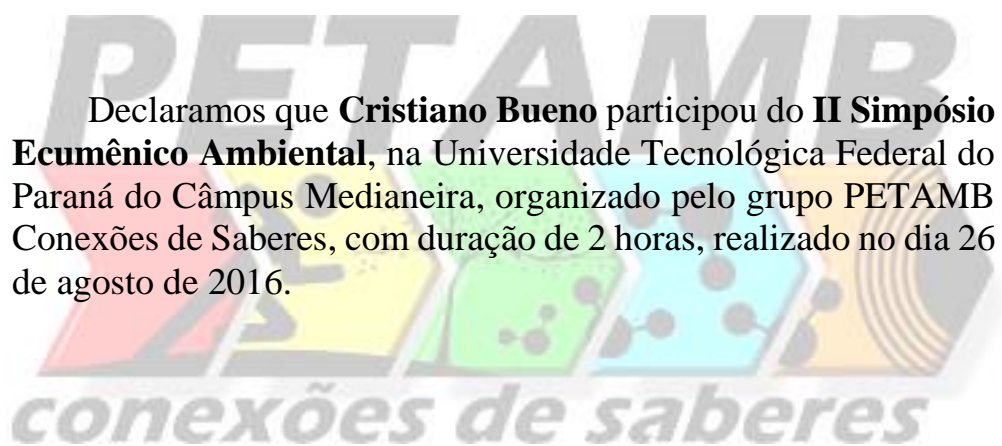 PETAMB
Declaramos que Cristiano Bueno participou do II Simpósio
Ecumênico Ambiental, na Universidade Tecnológica Federal do
Paraná do Câmpus Medianeira, organizado pelo grupo PETAMB
Conexões de Saberes, com duração de 2 horas, realizado no dia 26
de agosto de 2016.
conexões de saberes